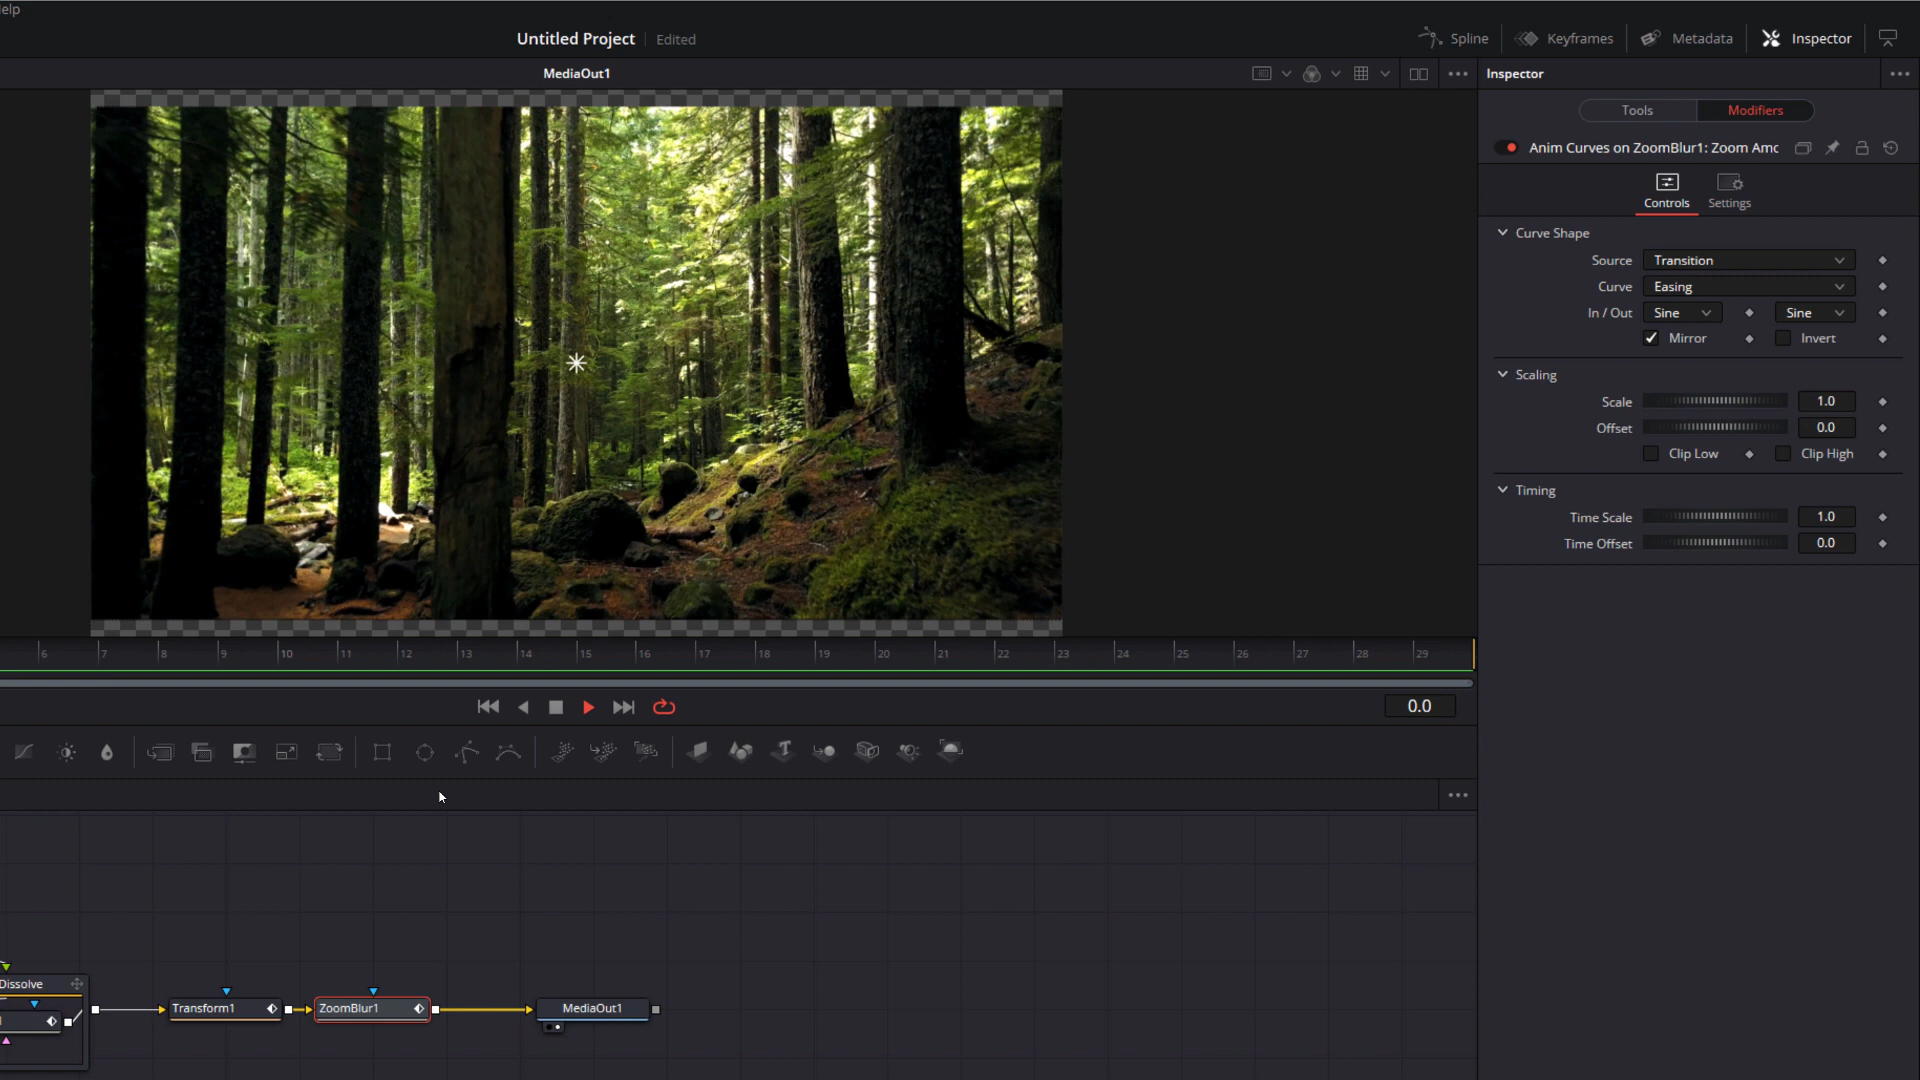 elp
Untitled Project Edited
Spline Keyframes Metadata Inspector
MediaOut1
Inspector
Tools Modifiers
Anim Curves on ZoomBlur1: Zoom Amc
Controls Settings
Curve Shape
Source Transition
Curve Easing
In / Out Sine Sine
Mirror Invert
Scaling
Scale 1.0
Offset 0.0
Clip Low Clip High
Timing
Time Scale 1.0
Time Offset 0.0
6 7 8 9 10 11 12 13 14 15 16 17 18 19 20 21 22 23 24 25 26 27 28 29
0.0
Dissolve
Transform1 ZoomBlur1 MediaOut1